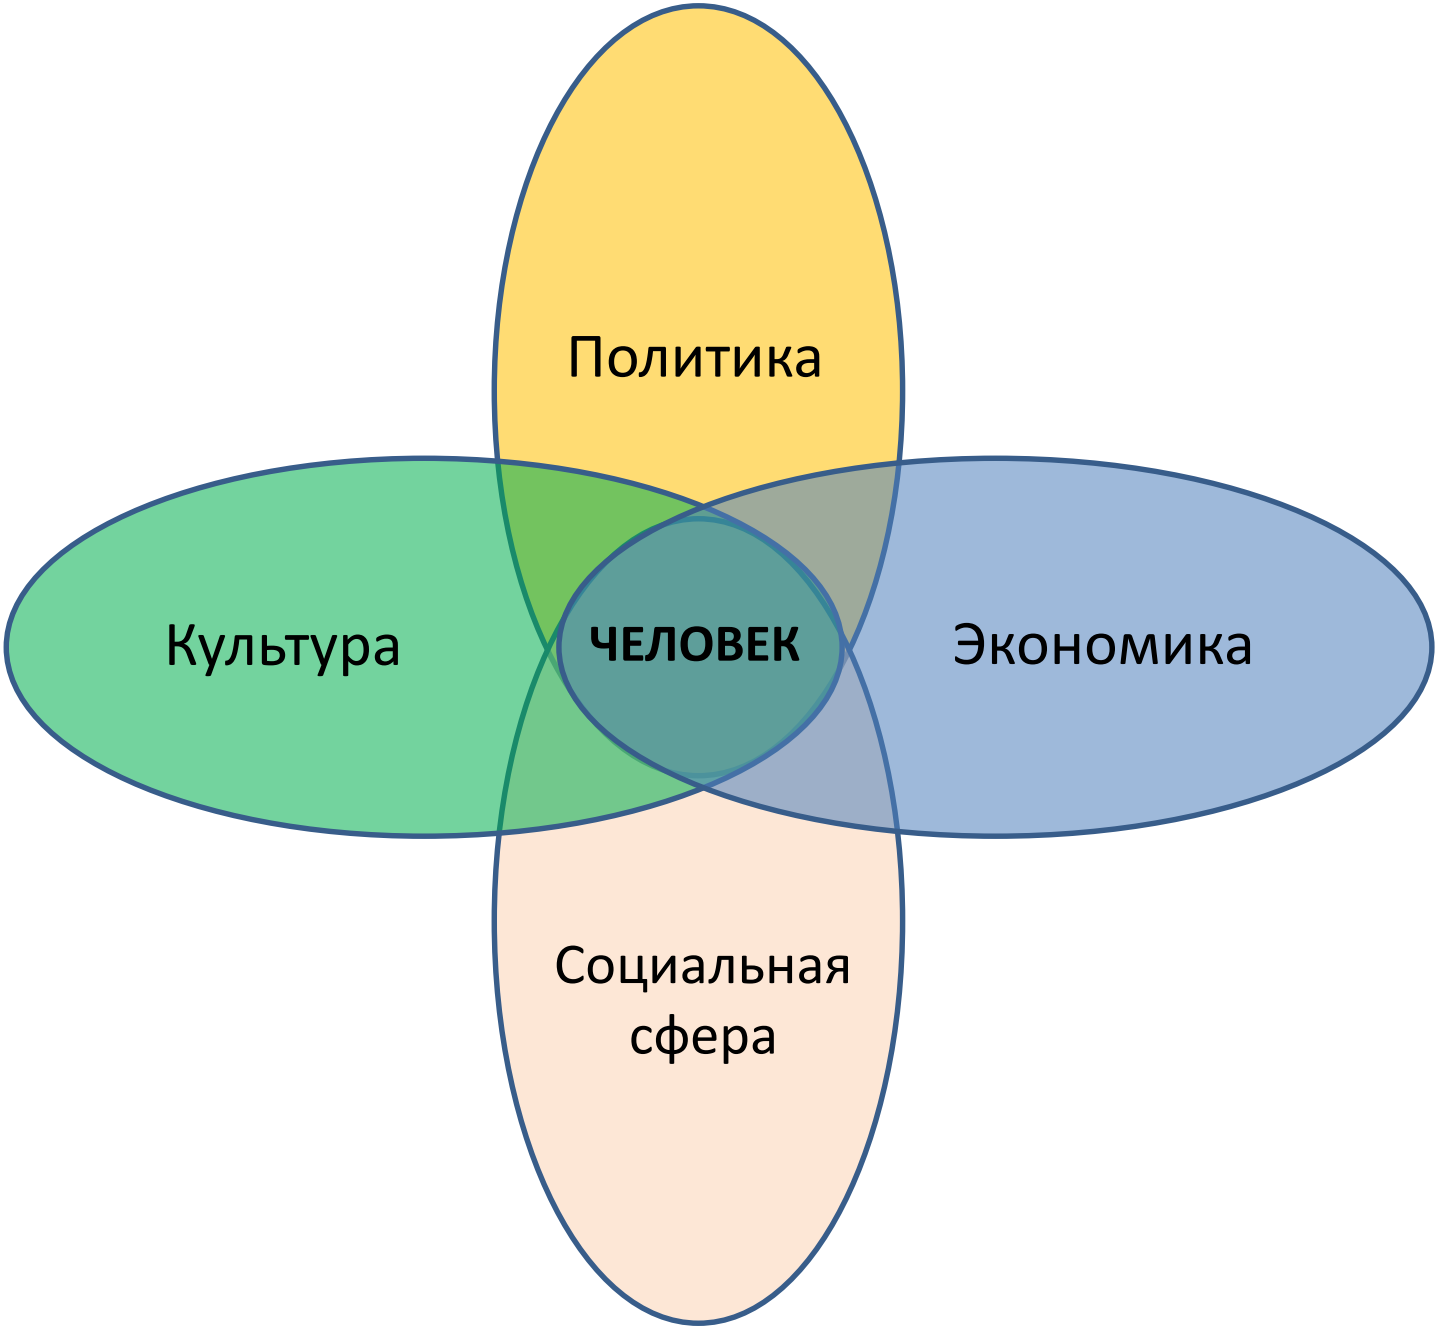 Политика
Культура
ЧЕЛОВЕК
Экономика
Социальная
сфера